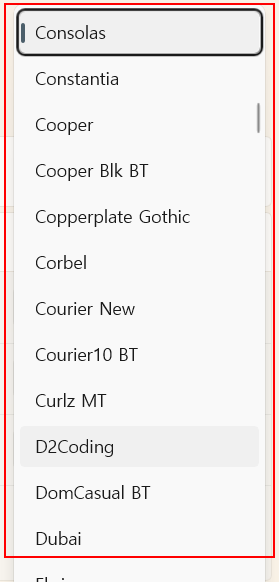 Consolas
Constantia
Cooper
Cooper Blk BT
Copperplate Gothic
Corbel
Courier New
Courier10 BT
Curlz MT
D2Coding
DomCasual BT
Dubai